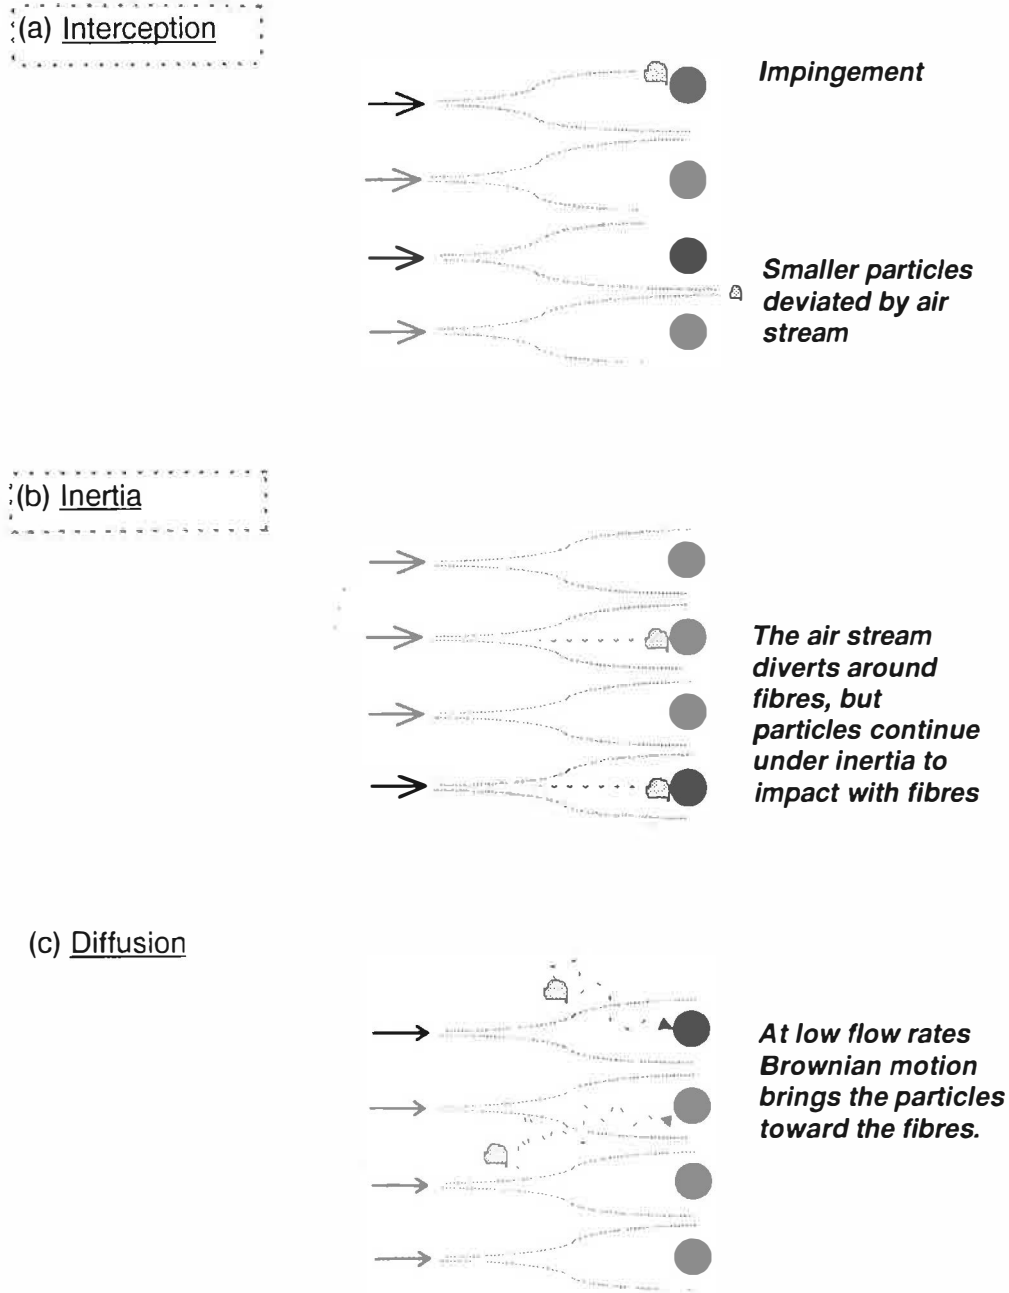 (a) Interception
Impingement
Smaller particles
deviated by air
stream
(b) Inertia
The air stream
diverts around
fibres, but
particles continue
under inertia to
impact with fibres
(c) Diffusion
At low flow rates
Brownian motion
brings the particles
toward the fibres.